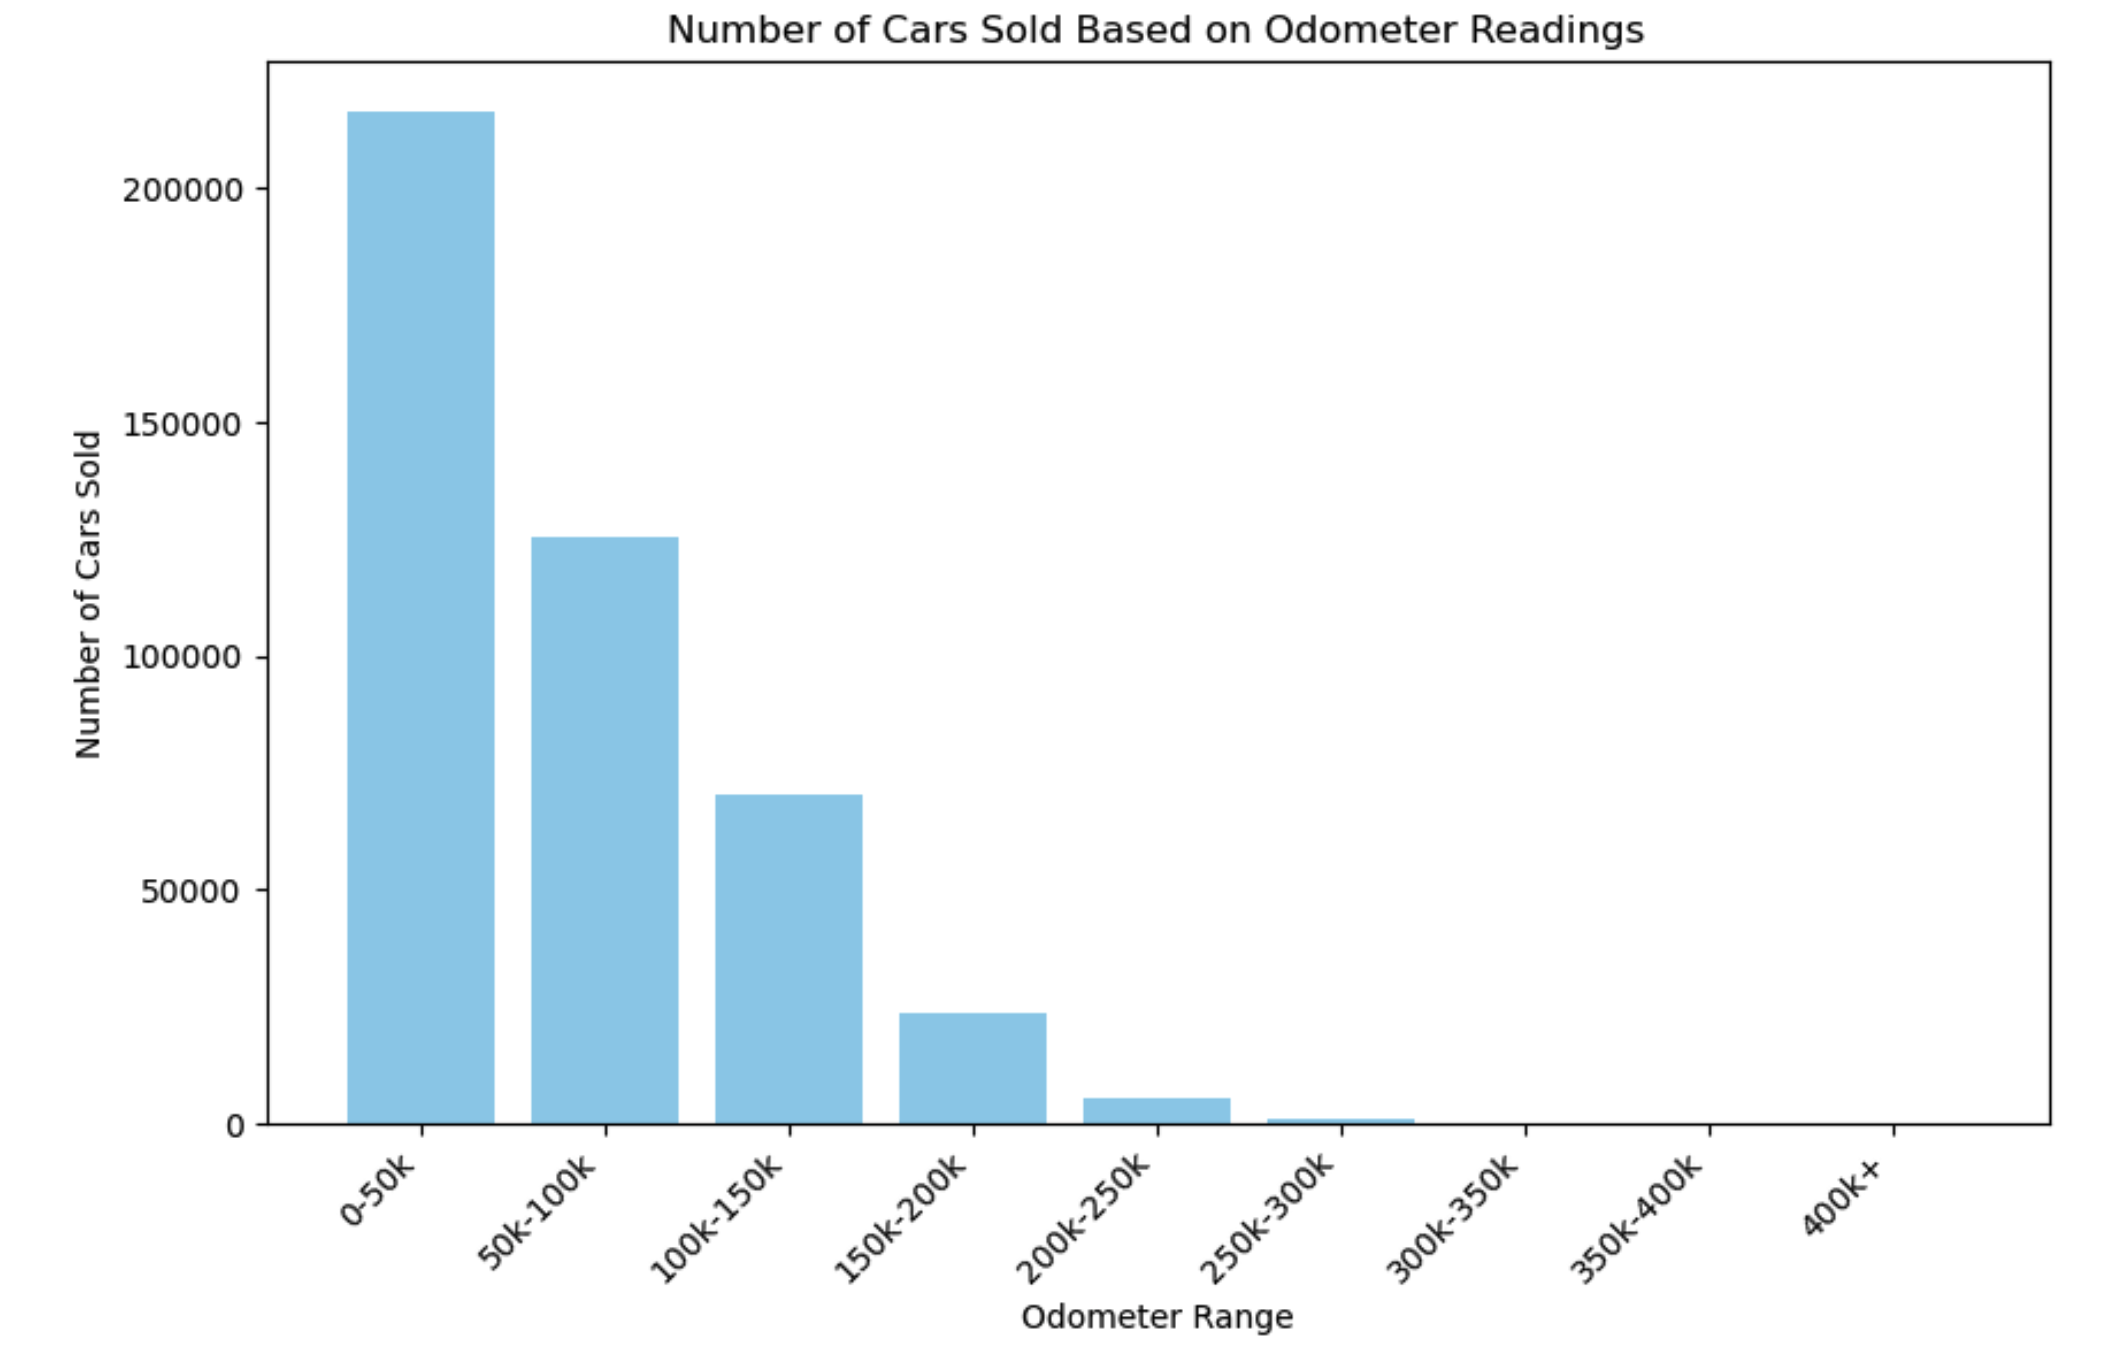 Number of Cars Sold Based on Odometer Readings
Number of Cars Sold
200000
150000
100000
50000
0
0-50k
50k-100k
100k-150k
150k-200k
200k-250k
250k-300k
300k-350k
350k-400k
400k+
Odometer Range